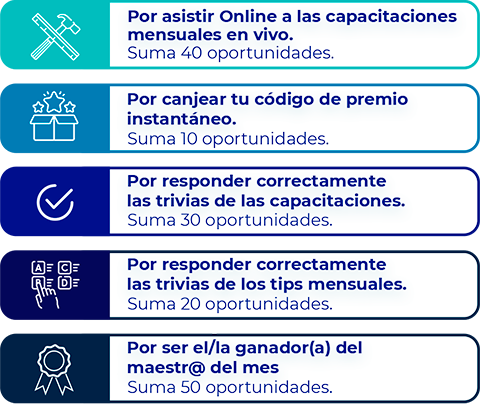 Por asistir Online a las capacitaciones
mensuales en vivo.
Suma 40 oportunidades.
Por canjear tu código de premio
instantáneo.
Suma 10 oportunidades.
Por responder correctamente
las trivias de las capacitaciones.
Suma 30 oportunidades.
A C
B D
Por responder correctamente
las trivias de los tips mensuales.
Suma 20 oportunidades.
Por ser el/la ganador(a) del
maestr@ del mes
Suma 50 oportunidades.